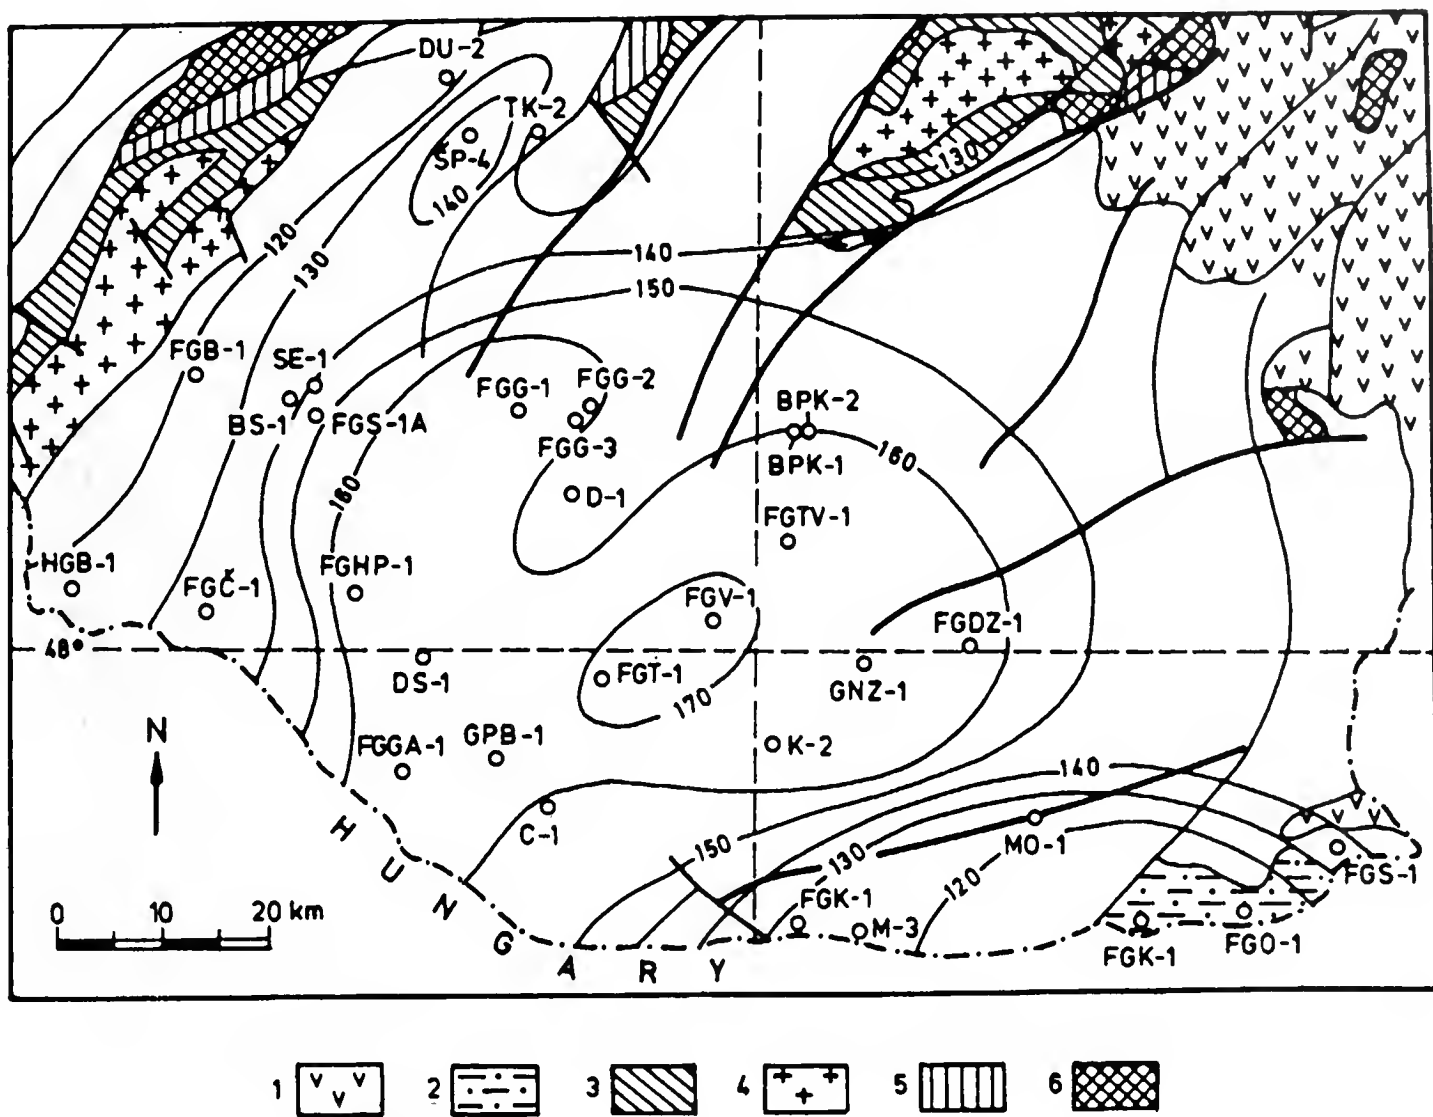 DU-2
TK-2
ŠP-4
140
130
120
130
140
150
FGB-1
SE-1
BS-1
FGS-1A
FGG-1
FGG-2
FGG-3
BPK-2
BPK-1
160
160
D-1
FGTV-1
HGB-1
FGČ-1
FGHP-1
FGV-1
FGDZ-1
48°
DS-1
FGT-1
170
GNZ-1
N
FGGA-1
GPB-1
K-2
140
C-1
150
130
MO-1
120
FGS-1
0 10 20 km
FGK-1
M-3
FGK-1
FGO-1
HUNGARY
1 2 3 4 5 6